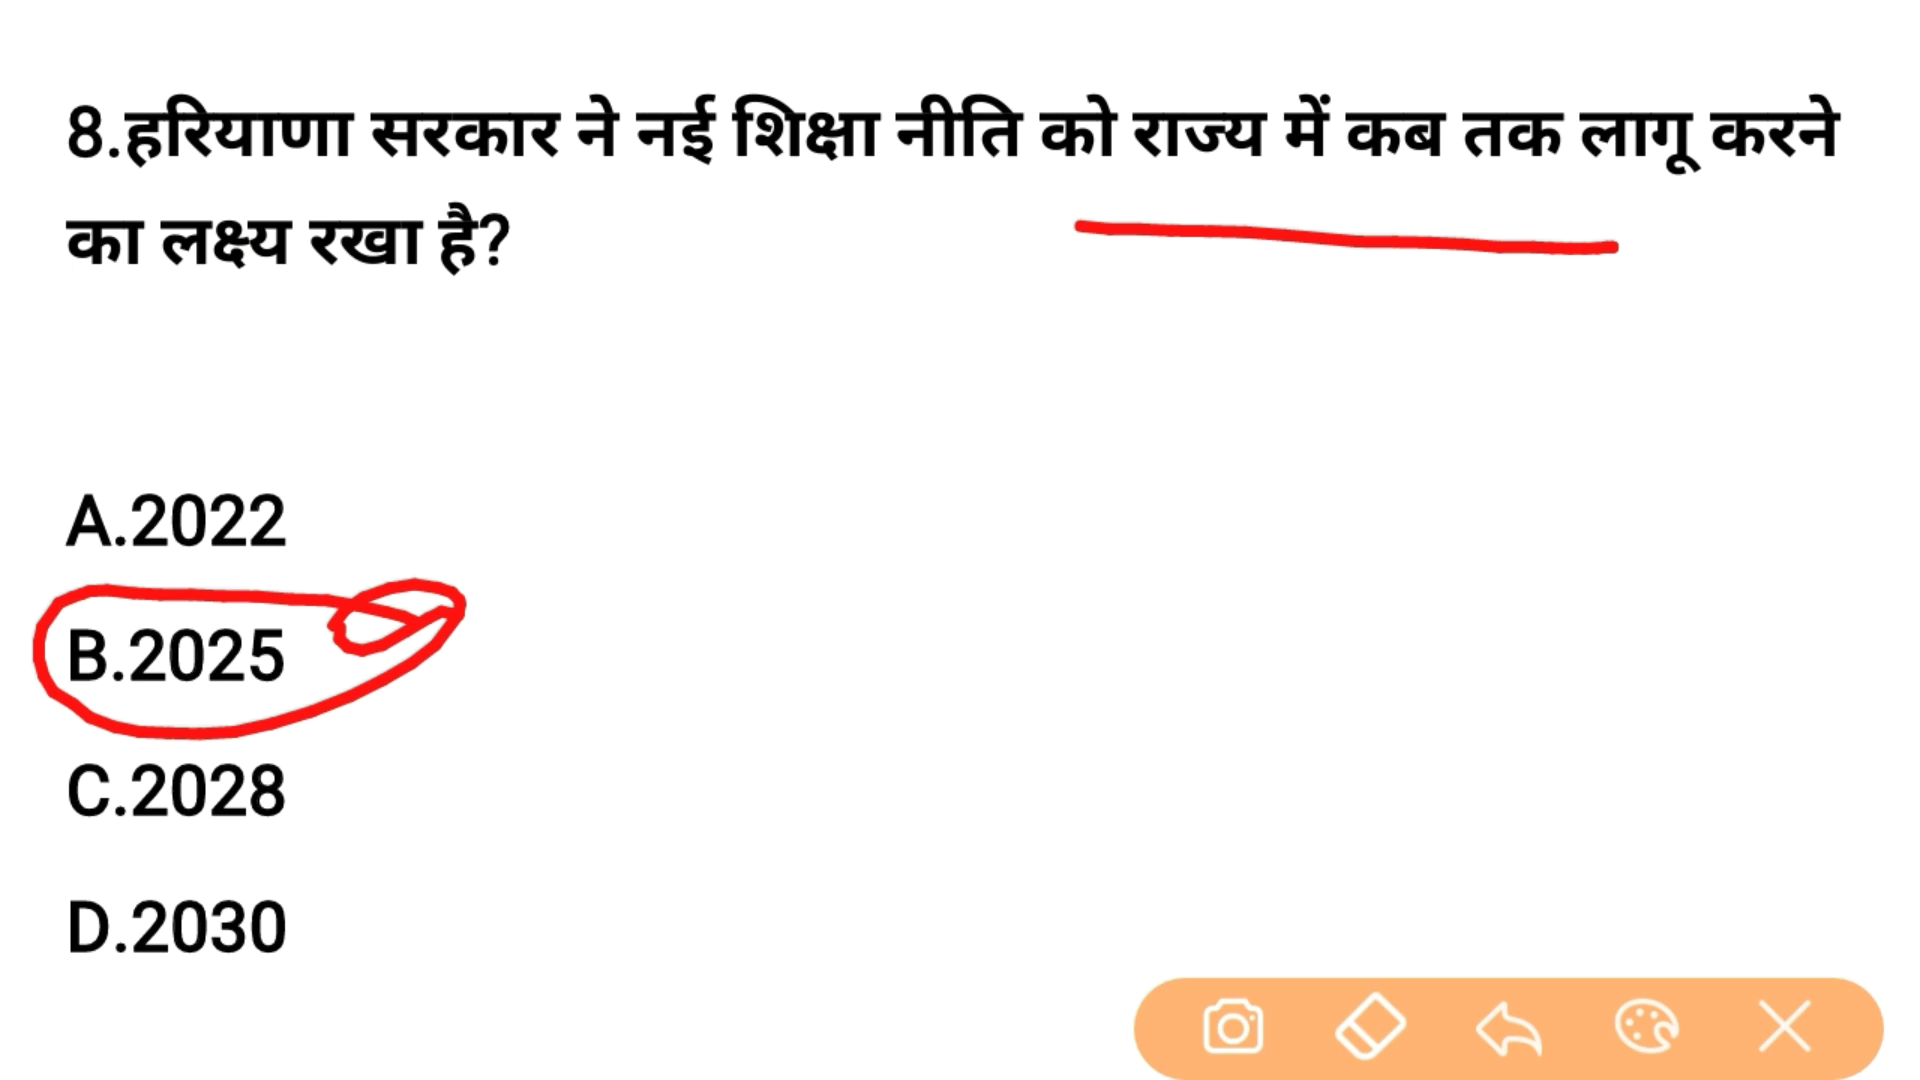 8.हरियाणा सरकार ने नई शिक्षा नीति को राज्य में कब तक लागू करने
का लक्ष्य रखा है?
A.2022
B.2025
C.2028
D.2030